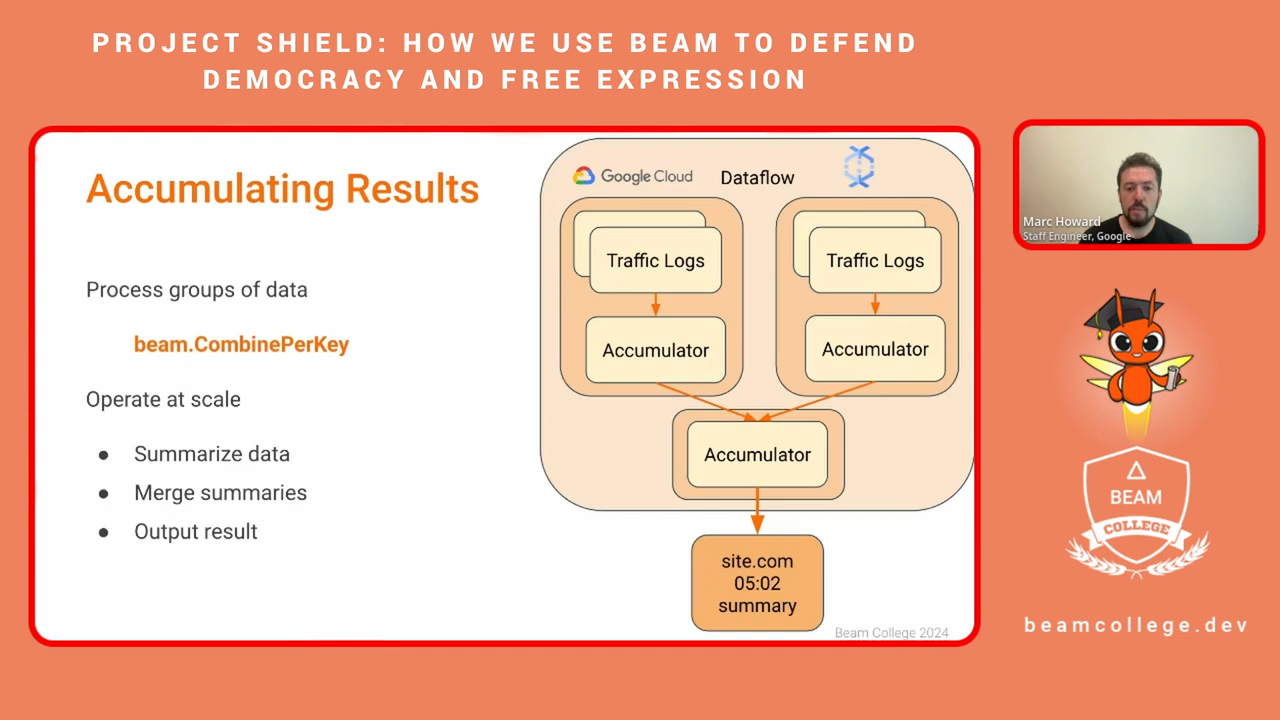 PROJECT SHIELD: HOW WE USE BEAM TO DEFEND
DEMOCRACY AND FREE EXPRESSION
Accumulating Results
Process groups of data
beam.CombinePerKey
Operate at scale
● Summarize data
● Merge summaries
● Output result
Google Cloud
Dataflow
Traffic Logs
Accumulator
Traffic Logs
Accumulator
Accumulator
site.com
05:02
summary
Beam College 2024
Marc Howard
Staff Engineer, Google
BEAM
COLLEGE
beamcollege.dev